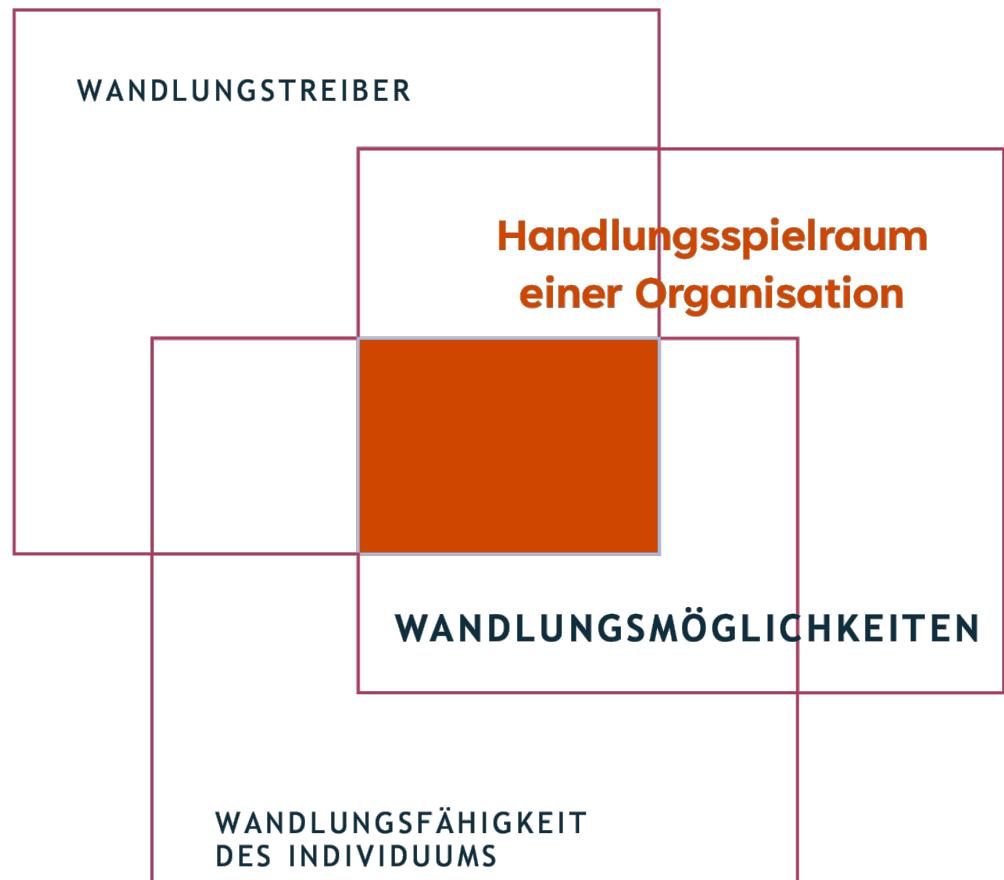 WANDLUNGSTREIBER
Handlungsspielraum
einer Organisation
WANDLUNGSMÖGLICHKEITEN
WANDLUNGSFÄHIGKEIT
DES INDIVIDUUMS